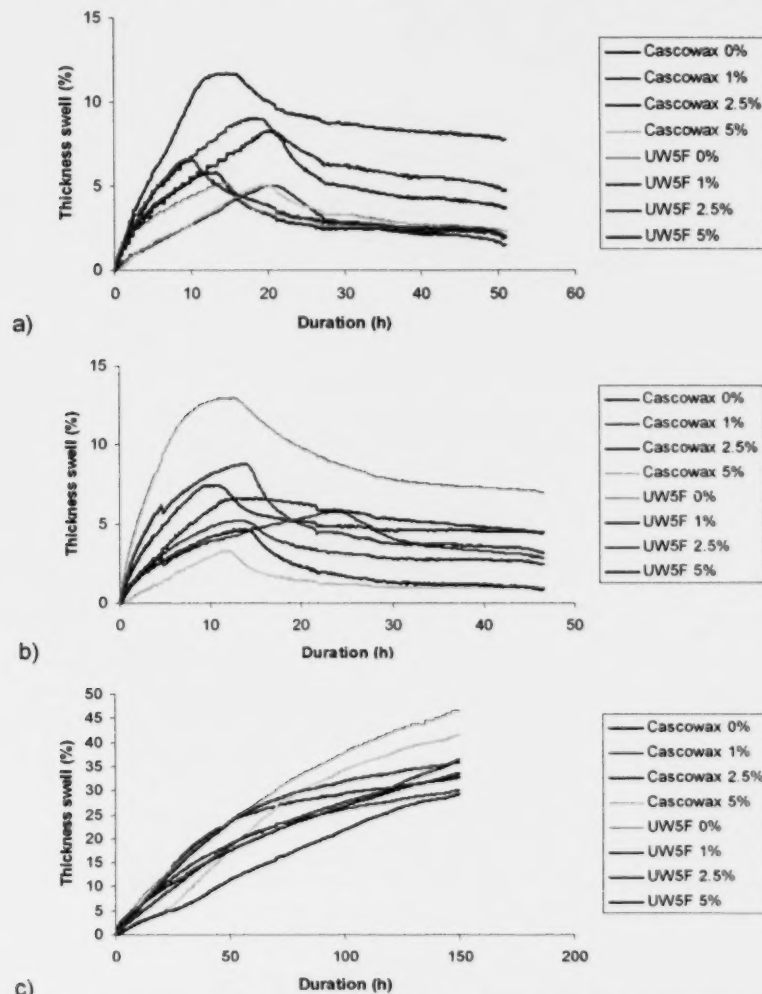 15
10
5
0
Thickness swell (%)
0 10 20 30 40 50 60
Duration (h)
Cascowax 0%
Cascowax 1%
Cascowax 2.5%
Cascowax 5%
UW5F 0%
UW5F 1%
UW5F 2.5%
UW5F 5%
a)
15
10
5
0
Thickness swell (%)
0 10 20 30 40 50
Duration (h)
Cascowax 0%
Cascowax 1%
Cascowax 2.5%
Cascowax 5%
UW5F 0%
UW5F 1%
UW5F 2.5%
UW5F 5%
b)
50
45
40
35
30
25
20
15
10
5
0
Thickness swell (%)
0 50 100 150 200
Duration (h)
Cascowax 0%
Cascowax 1%
Cascowax 2.5%
Cascowax 5%
UW5F 0%
UW5F 1%
UW5F 2.5%
UW5F 5%
c)